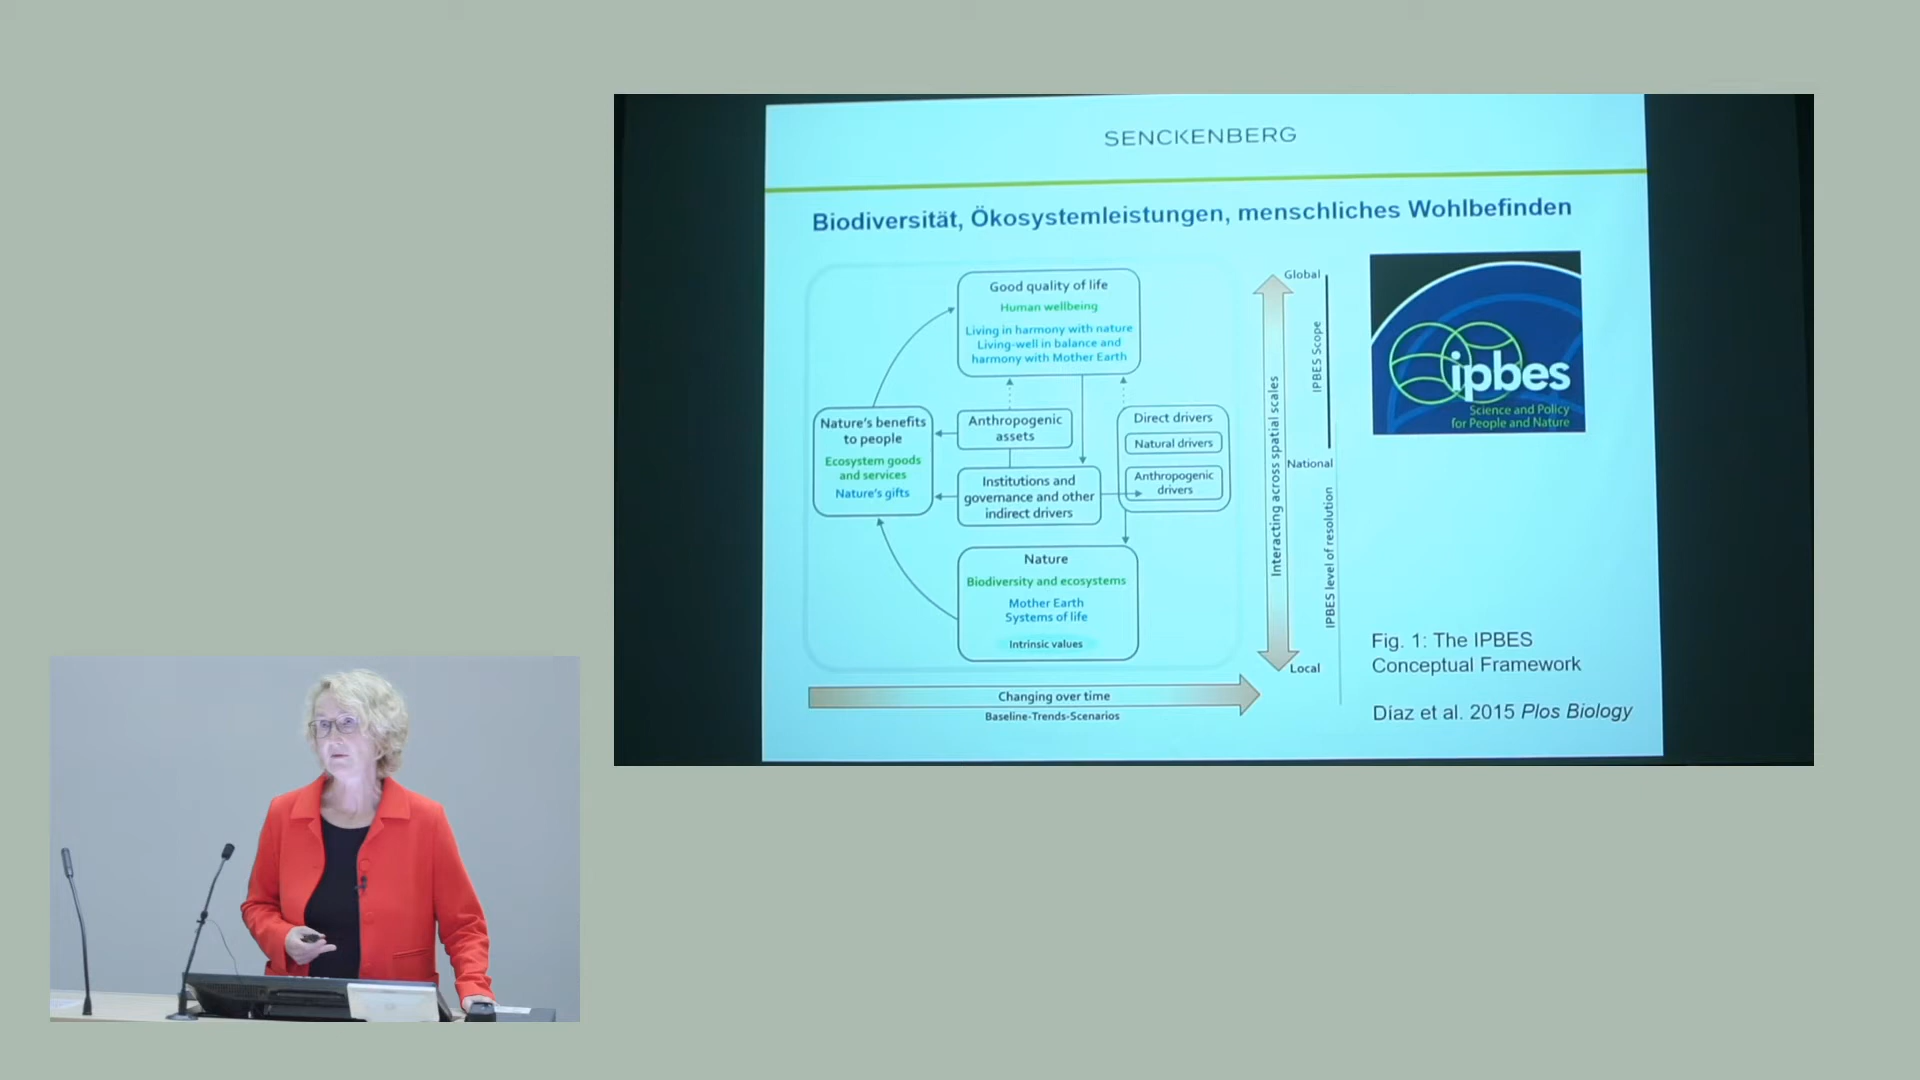 SENCKENBERG
Biodiversität, Ökosystemleistungen, menschliches Wohlbefinden
Good quality of life
Human wellbeing
Living in harmony with nature
Living-well in balance and
harmony with Mother Earth
Nature's benefits
to people
Ecosystem goods
and services
Nature's gifts
Anthropogenic
assets
Institutions and
governance and other
indirect drivers
Direct drivers
Natural drivers
Anthropogenic
drivers
Nature
Biodiversity and ecosystems
Mother Earth
Systems of life
Intrinsic values
Changing over time
Baseline-Trends-Scenarios
Interacting across spatial scales
Global
IPBES Scope
National
IPBES level of resolution
Local
ipbes
Science and Policy
for People and Nature
Fig. 1: The IPBES
Conceptual Framework
Díaz et al. 2015 Plos Biology